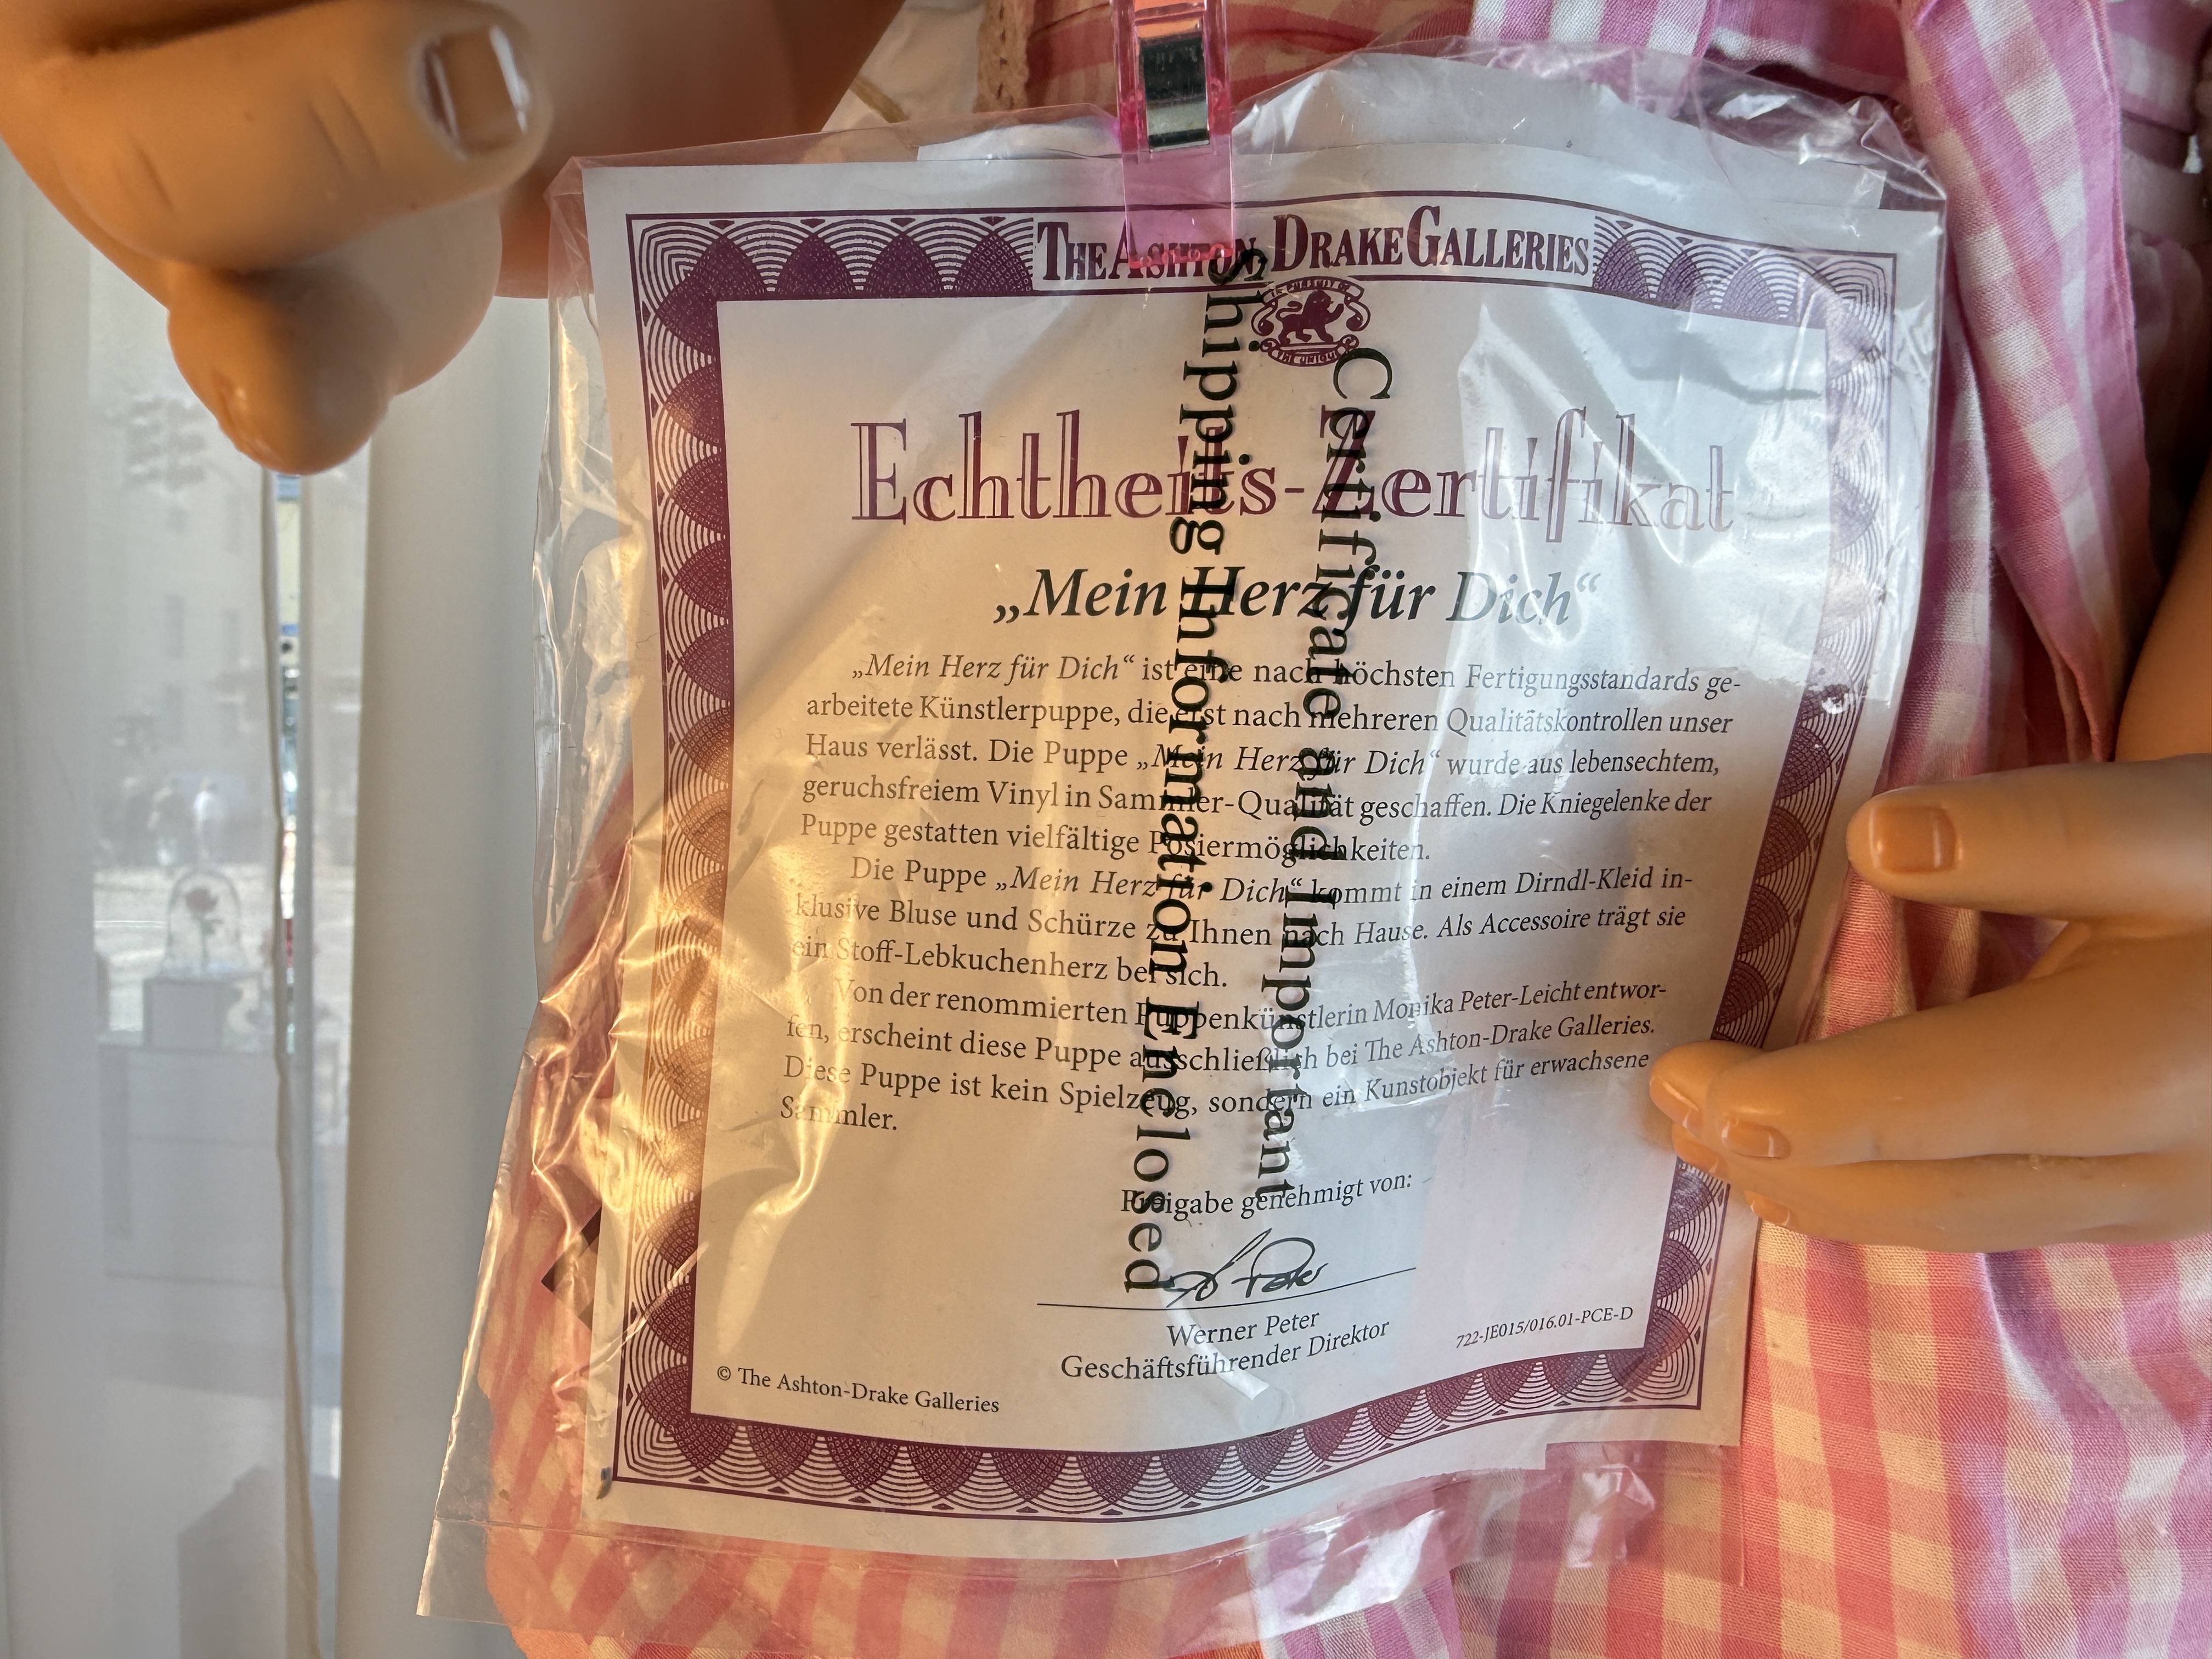 THE ASHTON-DRAKE GALLERIES
IN PURSUIT OF
THE UNIQUE
Echtheits-Zertifikat
„Mein Herz für Dich“
„Mein Herz für Dich“ ist eine nach höchsten Fertigungsstandards ge-
arbeitete Künstlerpuppe, die erst nach mehreren Qualitätskontrollen unser
Haus verlässt. Die Puppe „Mein Herz für Dich“ wurde aus lebensechtem,
geruchsfreiem Vinyl in Sammler-Qualität geschaffen. Die Kniegelenke der
Puppe gestatten vielfältige Posiermöglichkeiten.
Die Puppe „Mein Herz für Dich“ kommt in einem Dirndl-Kleid in-
klusive Bluse und Schürze zu Ihnen nach Hause. Als Accessoire trägt sie
ein Stoff-Lebkuchenherz bei sich.
Von der renommierten Puppenkünstlerin Monika Peter-Leicht entwor-
fen, erscheint diese Puppe ausschließlich bei The Ashton-Drake Galleries.
Diese Puppe ist kein Spielzeug, sondern ein Kunstobjekt für erwachsene
Sammler.
Freigabe genehmigt von:
Werner Peter
Geschäftsführender Direktor
722-JE015/016.01-PCE-D
© The Ashton-Drake Galleries
Certificate and Important
Shipping Information Enclosed